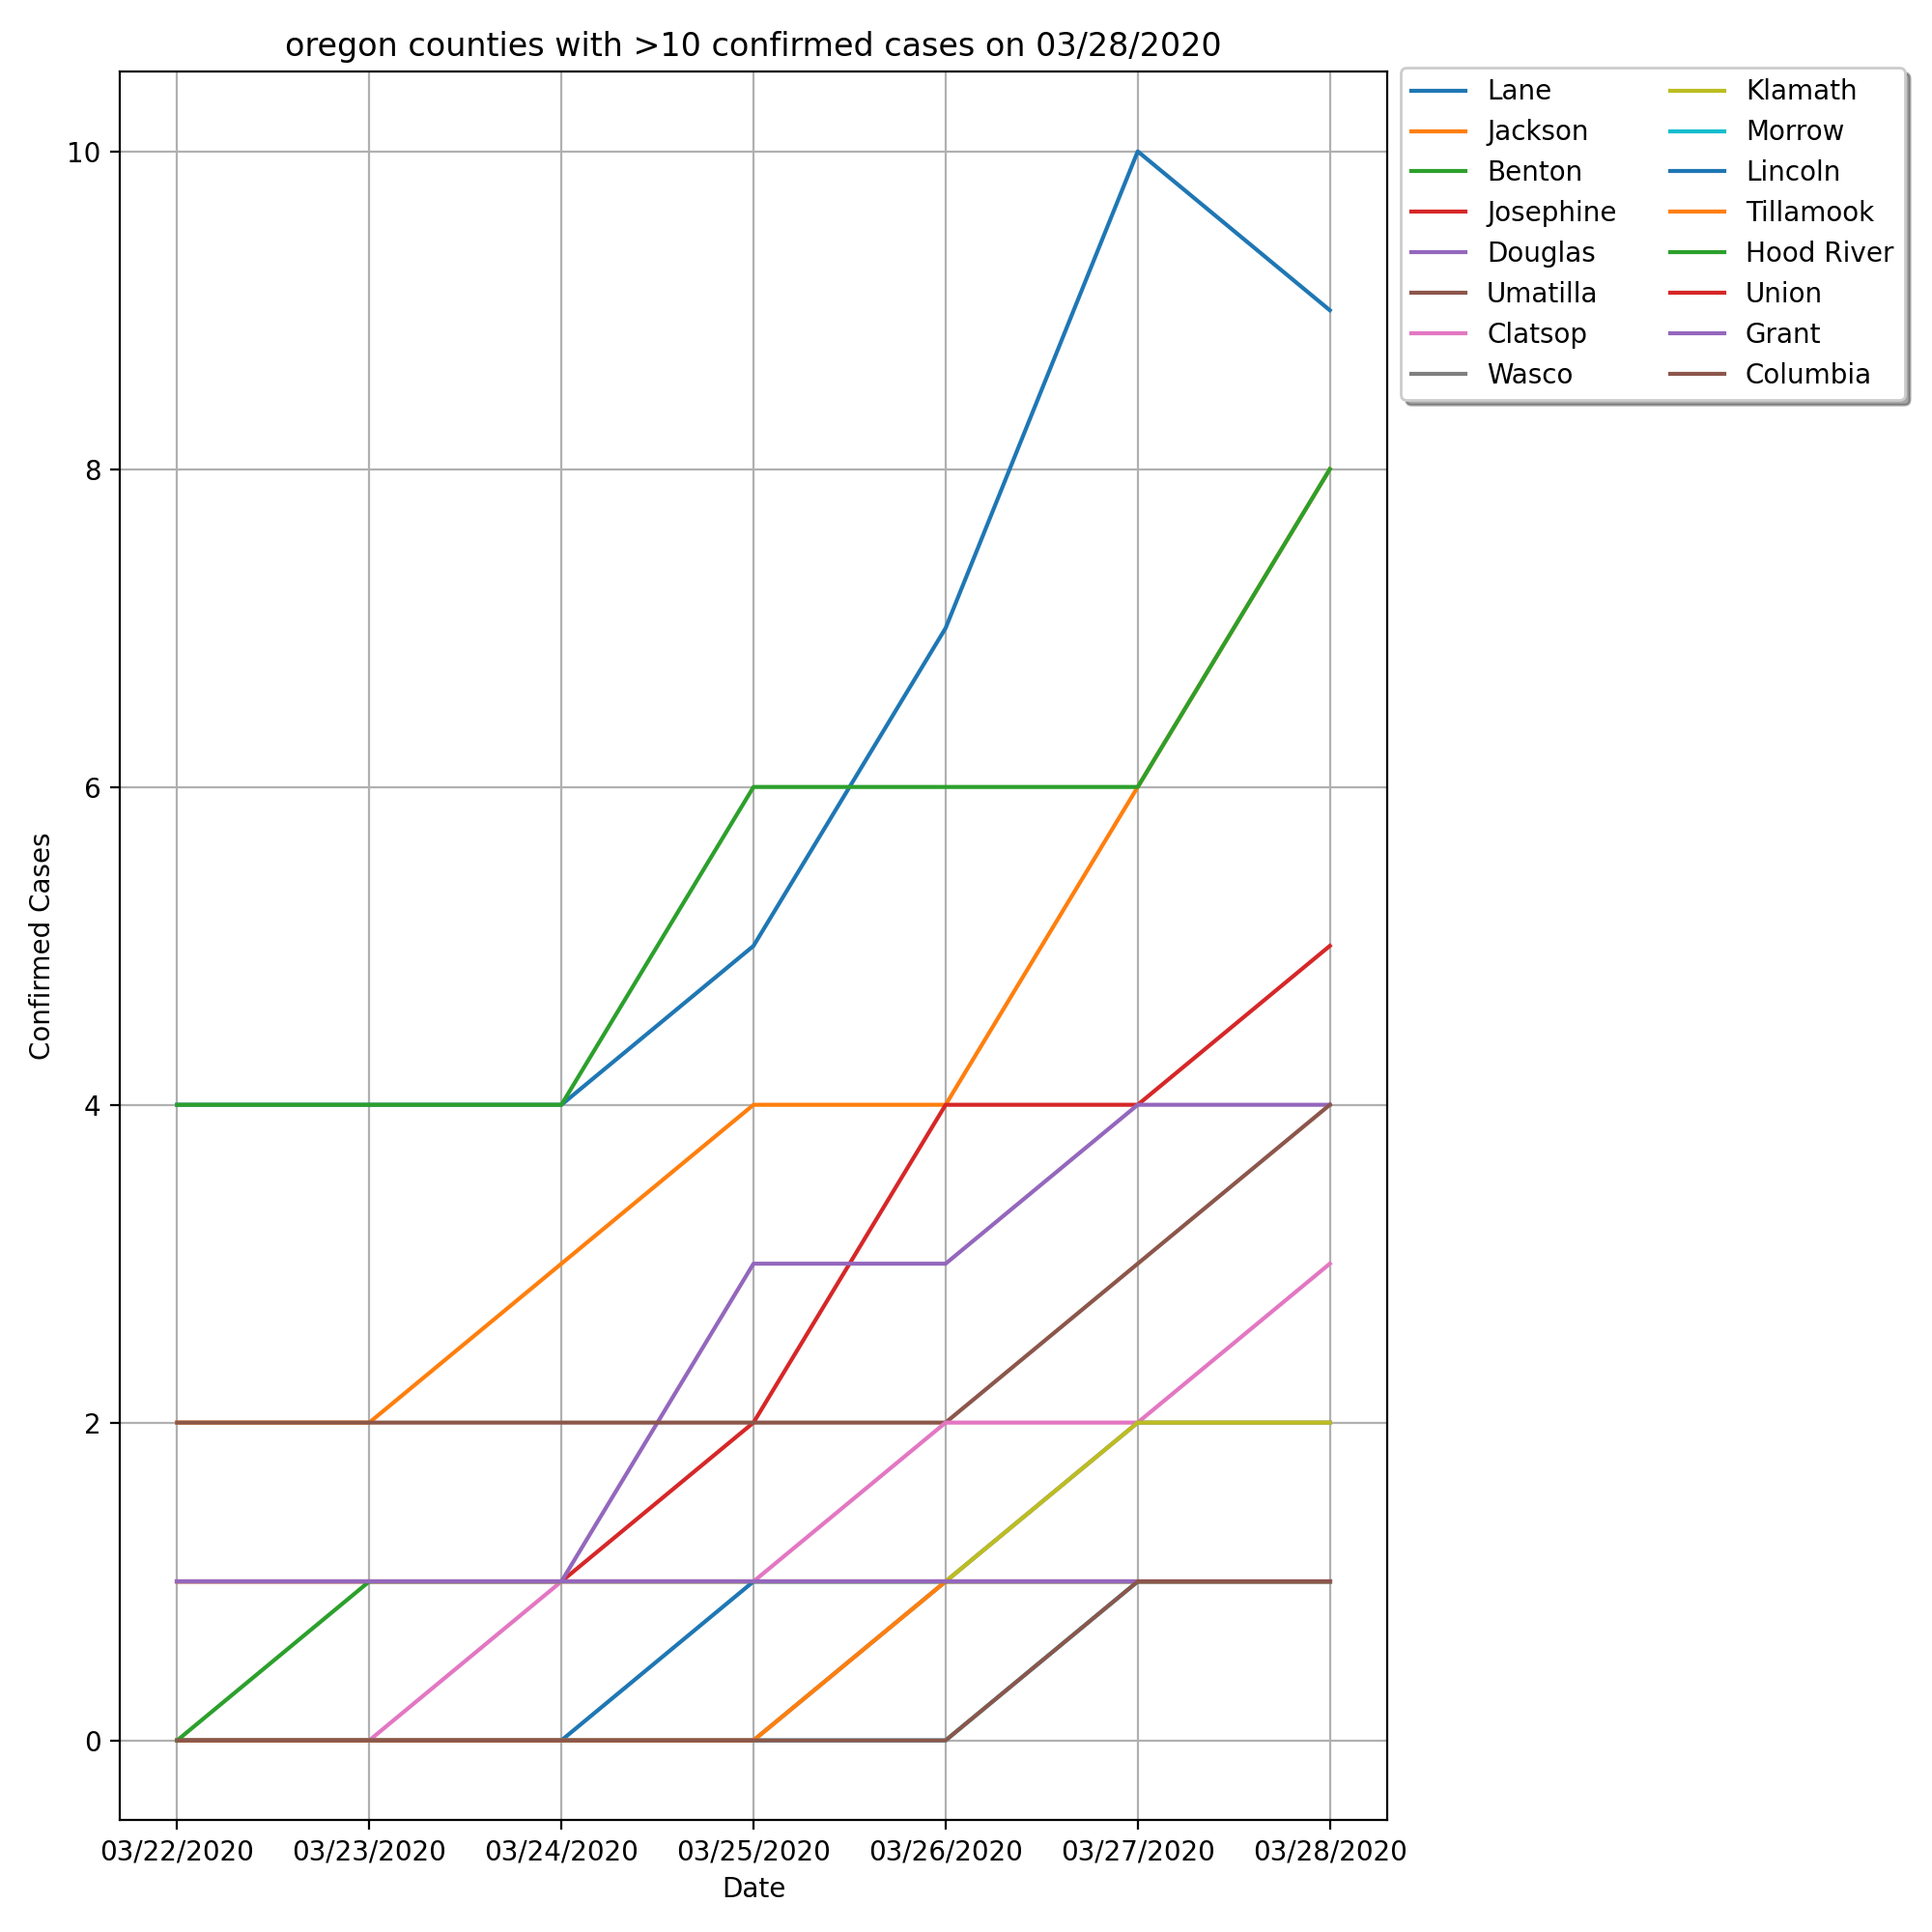 oregon counties with >10 confirmed cases on 03/28/2020
Lane
Jackson
Benton
Josephine
Douglas
Umatilla
Clatsop
Wasco
Klamath
Morrow
Lincoln
Tillamook
Hood River
Union
Grant
Columbia
Confirmed Cases
10
8
6
4
2
0
03/22/2020 03/23/2020 03/24/2020 03/25/2020 03/26/2020 03/27/2020 03/28/2020
Date